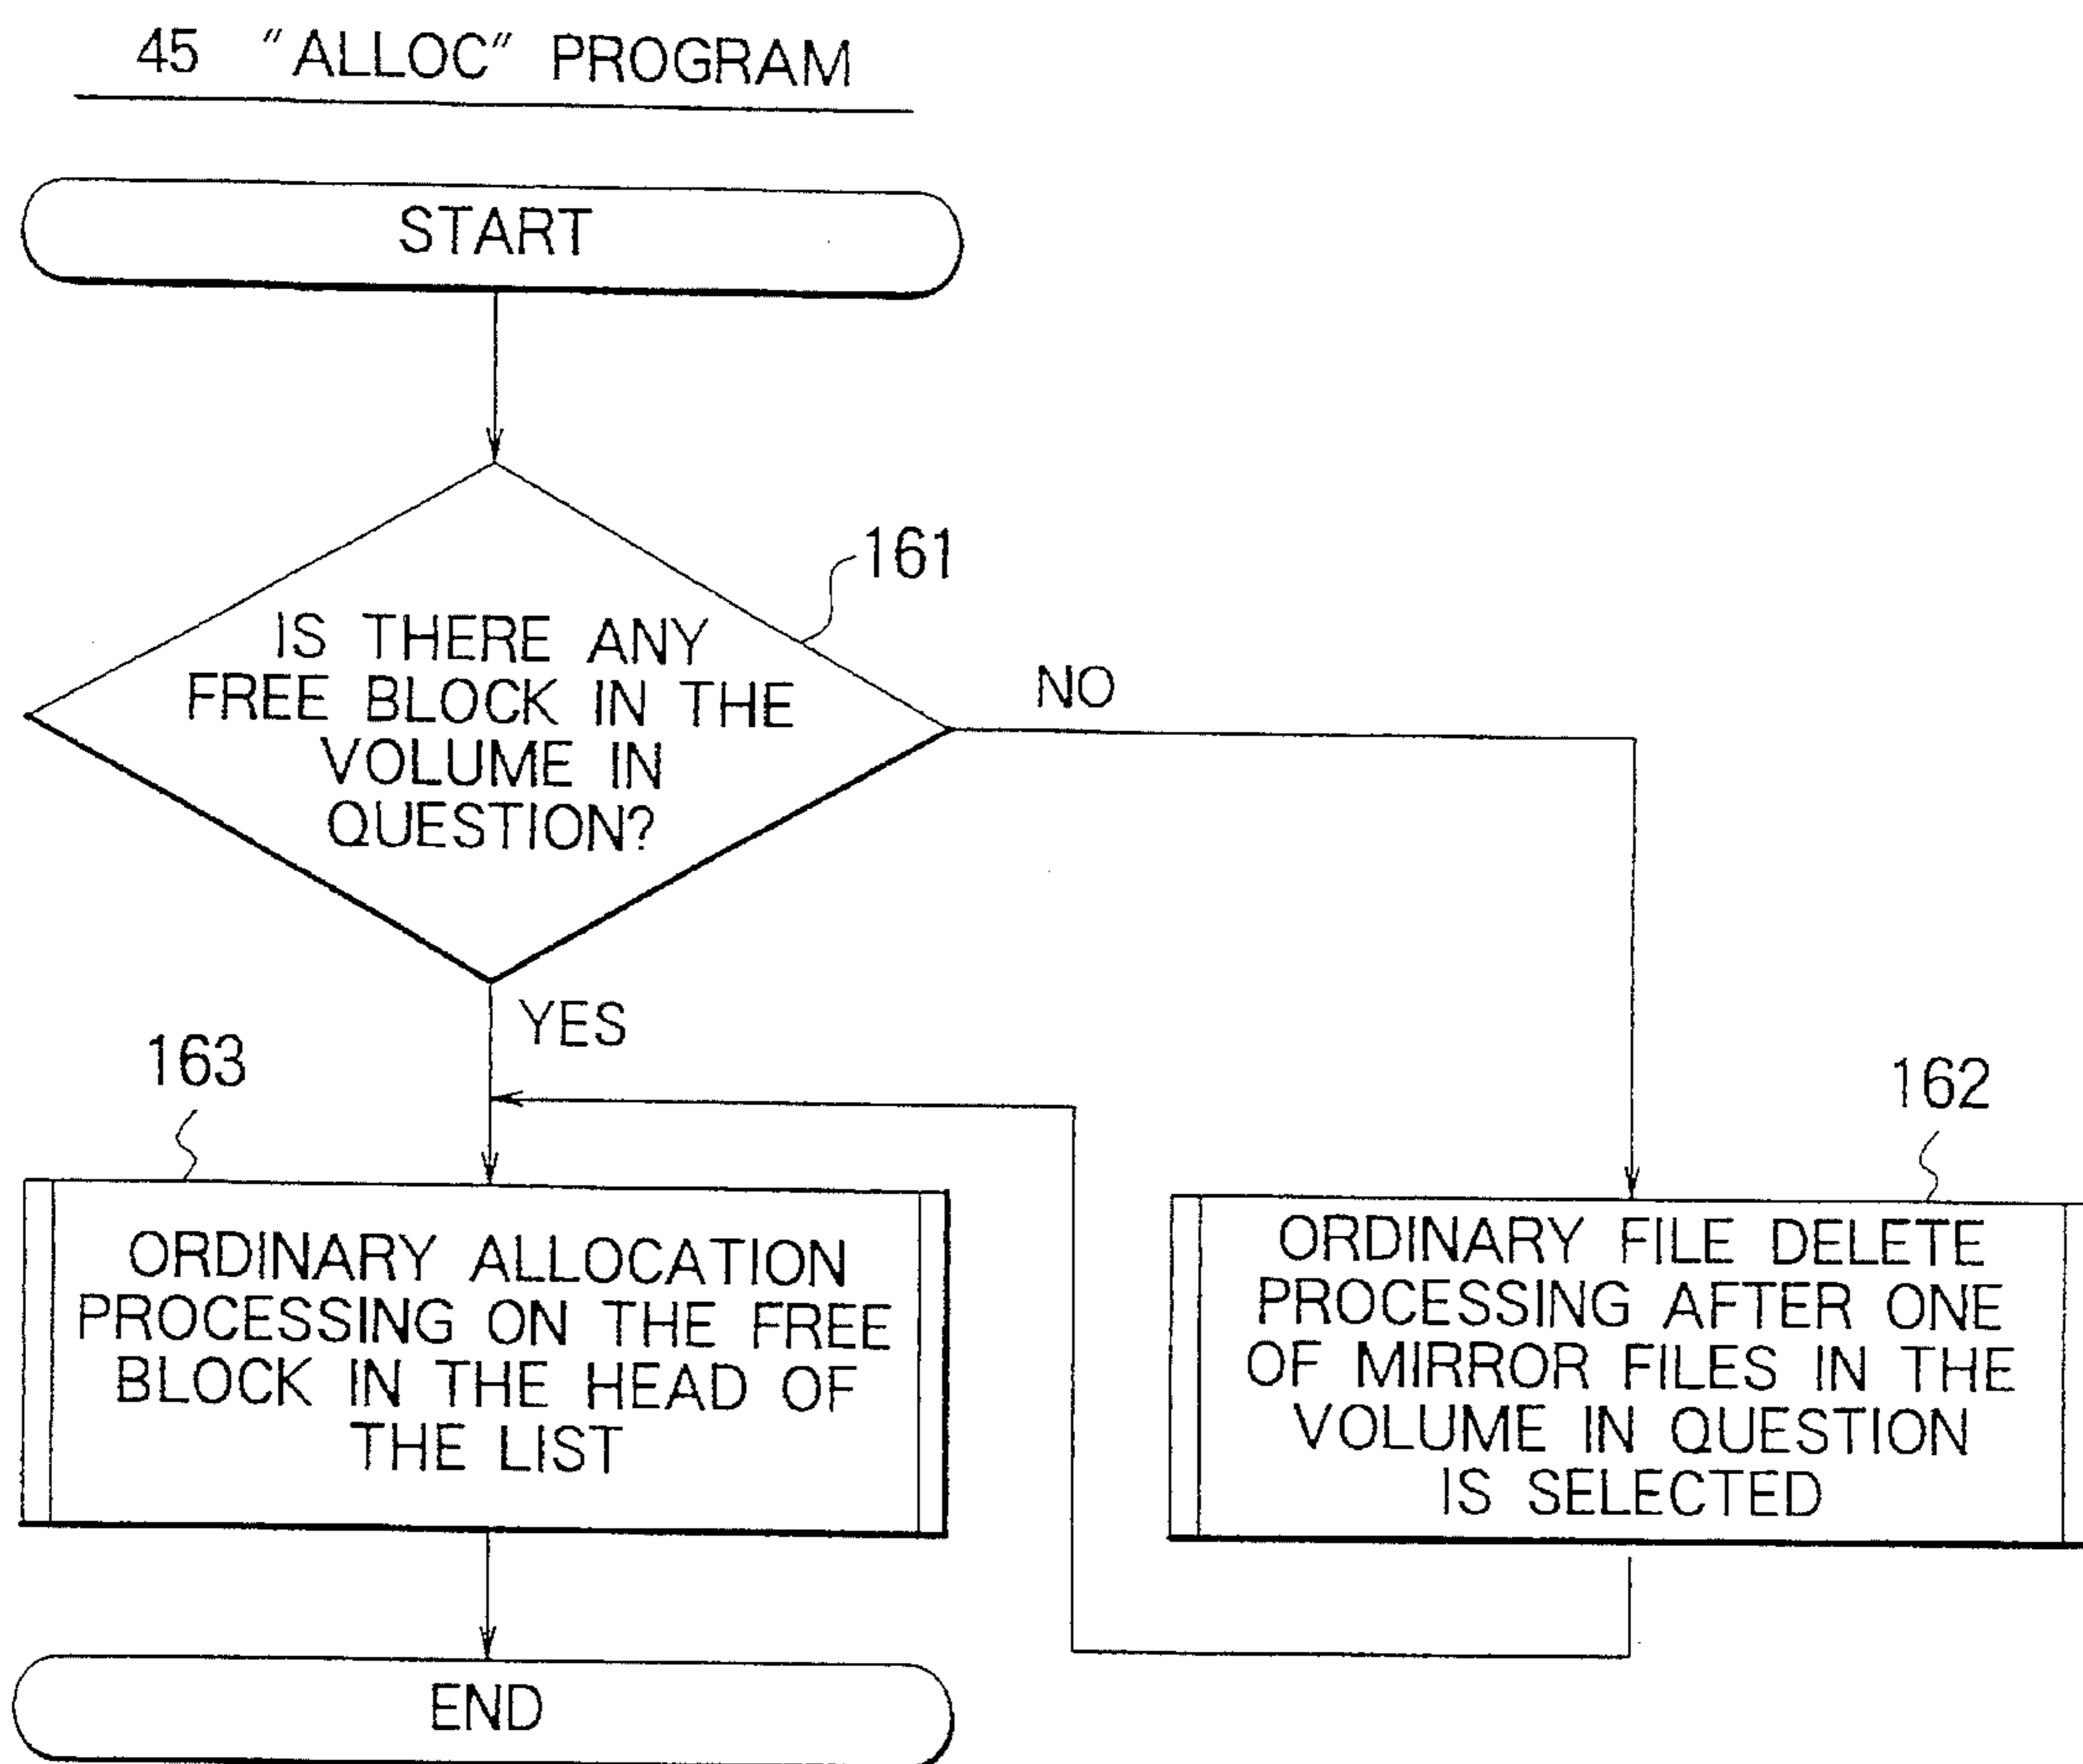 45 "ALLOC" PROGRAM
START
161
IS THERE ANY
FREE BLOCK IN THE
VOLUME IN
QUESTION?
NO
YES
163
162
ORDINARY ALLOCATION
PROCESSING ON THE FREE
BLOCK IN THE HEAD OF
THE LIST
ORDINARY FILE DELETE
PROCESSING AFTER ONE
OF MIRROR FILES IN THE
VOLUME IN QUESTION
IS SELECTED
END